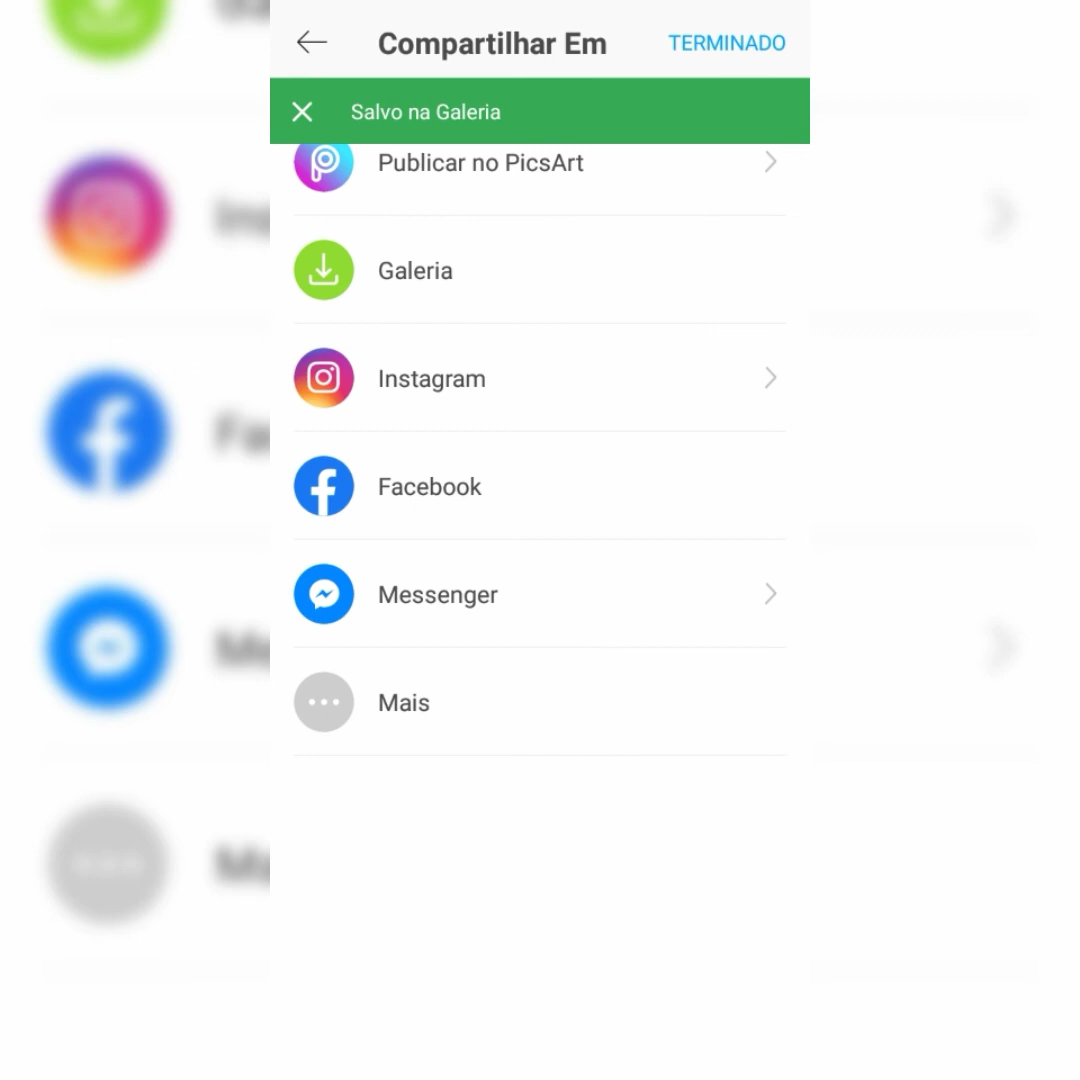 Compartilhar Em
TERMINADO
Salvo na Galeria
Publicar no PicsArt
Galeria
Instagram
Facebook
Messenger
Mais